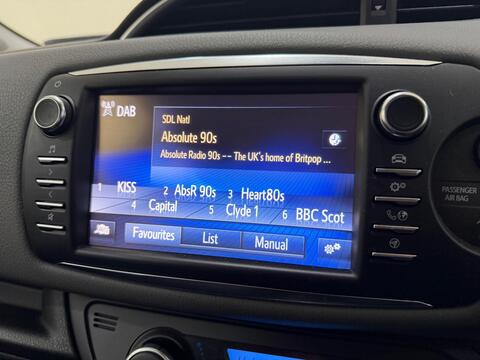 DAB
SDL Natl
Absolute 90s
Absolute Radio 90s -- The UK's home of Britpop ...
1 KISS 2 AbsR 90s 3 Heart80s
4 Capital 5 Clyde 1 6 BBC Scot
Favourites List Manual
PASSENGER
AIR BAG